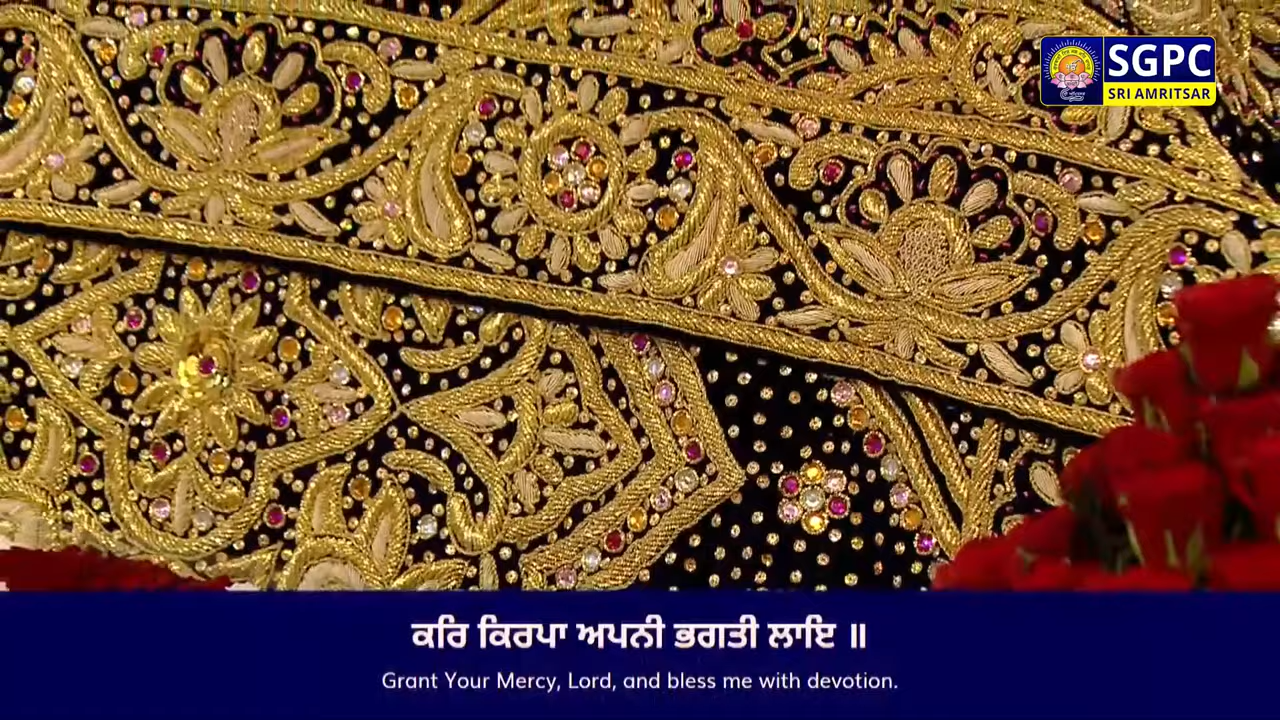 SGPC
SRI AMRITSAR
ਕਰਿ ਕਿਰਪਾ ਅਪਨੀ ਭਗਤੀ ਲਾਇ ॥
Grant Your Mercy, Lord, and bless me with devotion.